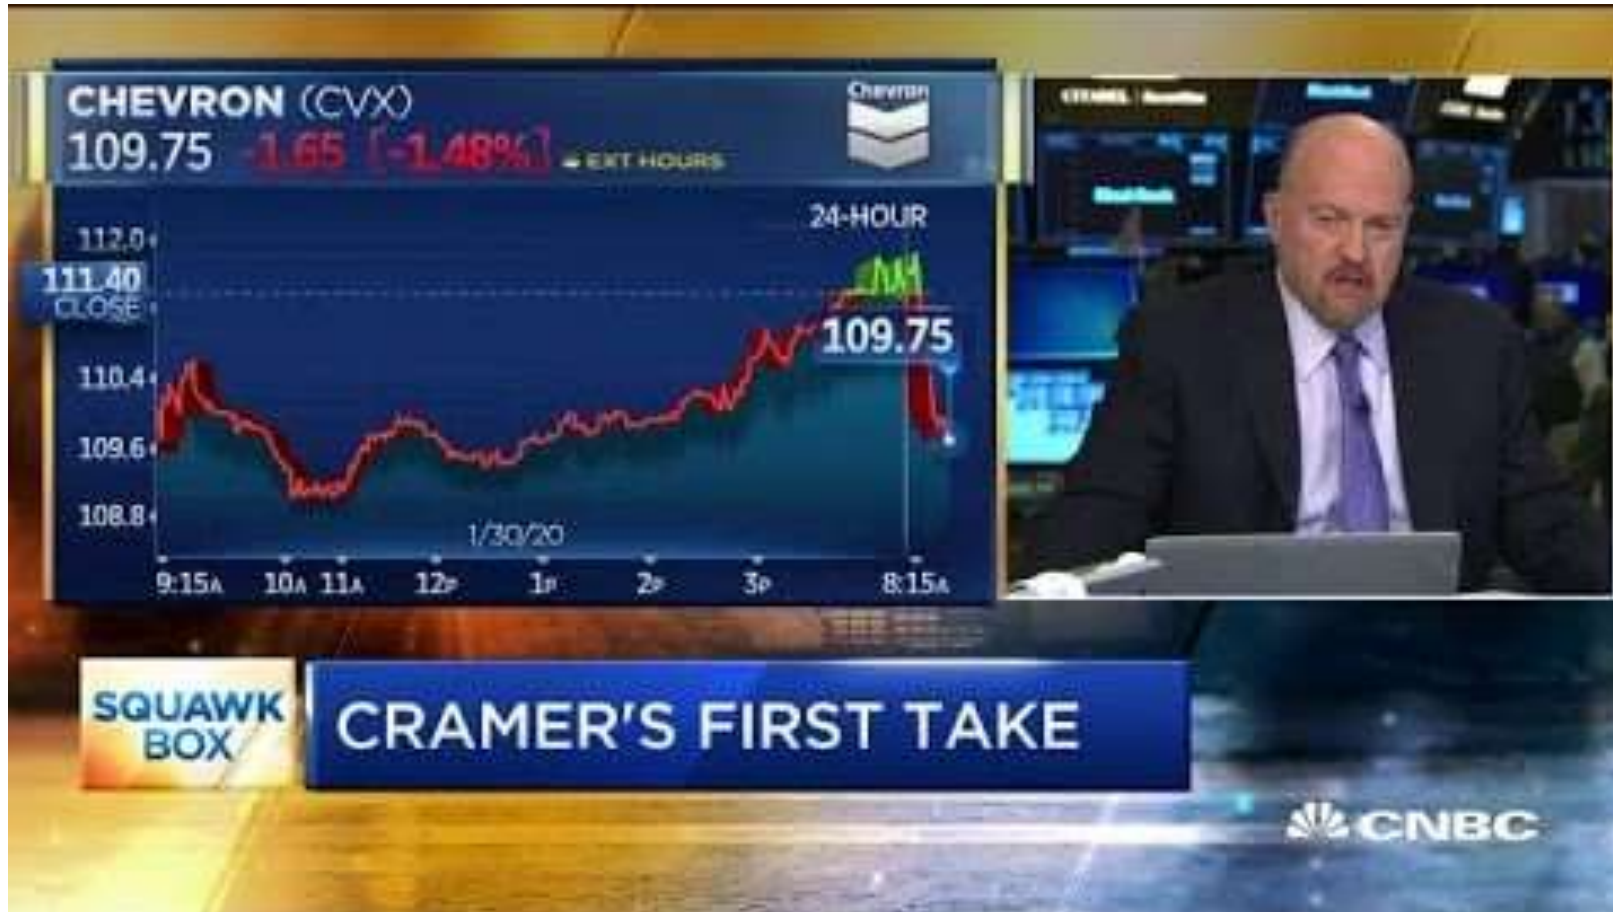 CHEVRON (CVX)
109.75 -1.65 [-1.48%] EXT HOURS
Chevron
24-HOUR
112.0
111.40
CLOSE
109.75
110.4
109.6
108.8
1/30/20
9:15A 10A 11A 12P 1P 2P 3P 8:15A
CITADEL
SQUAWK
BOX
CRAMER'S FIRST TAKE
CNBC